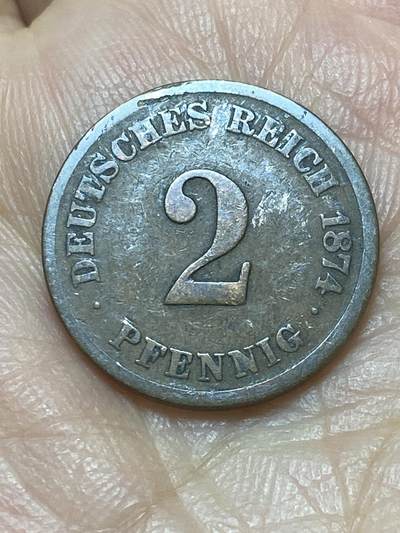 DEUTSCHES REICH 1874
2
PFENNIG